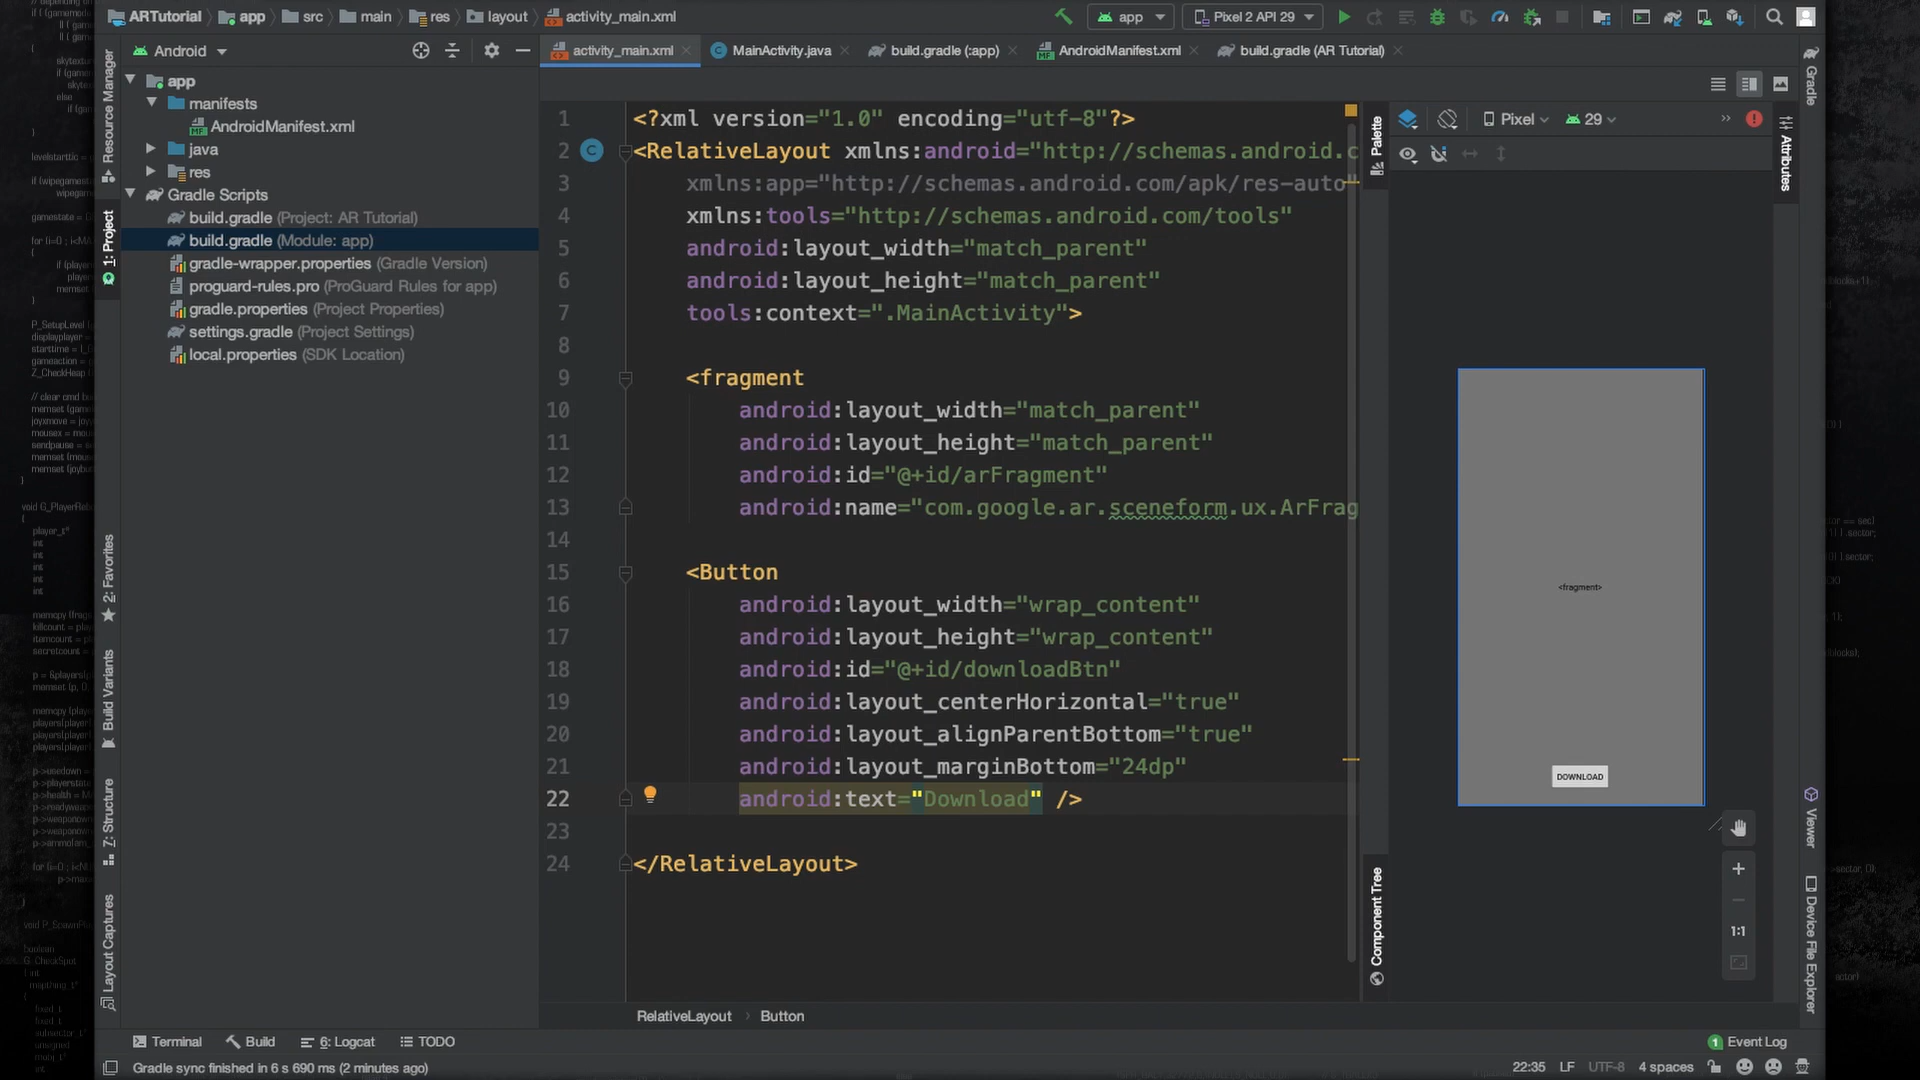 ARTutorial app src main res layout activity_main.xml app Pixel 2 API 29
Android activity_main.xml MainActivity.java build.gradle (:app) AndroidManifest.xml build.gradle (AR Tutorial)
Resource Manager
1: Project
2: Favorites
Build Variants
7: Structure
Layout Captures
app
manifests
AndroidManifest.xml
java
res
Gradle Scripts
build.gradle (Project: AR Tutorial)
build.gradle (Module: app)
gradle-wrapper.properties (Gradle Version)
proguard-rules.pro (ProGuard Rules for app)
gradle.properties (Project Properties)
settings.gradle (Project Settings)
local.properties (SDK Location)
1 <?xml version="1.0" encoding="utf-8"?>
2 C <RelativeLayout xmlns:android="http://schemas.android.c
3 xmlns:app="http://schemas.android.com/apk/res-auto"
4 xmlns:tools="http://schemas.android.com/tools"
5 android:layout_width="match_parent"
6 android:layout_height="match_parent"
7 tools:context=".MainActivity">
8
9 <fragment
10 android:layout_width="match_parent"
11 android:layout_height="match_parent"
12 android:id="@+id/arFragment"
13 android:name="com.google.ar.sceneform.ux.ArFrag
14
15 <Button
16 android:layout_width="wrap_content"
17 android:layout_height="wrap_content"
18 android:id="@+id/downloadBtn"
19 android:layout_centerHorizontal="true"
20 android:layout_alignParentBottom="true"
21 android:layout_marginBottom="24dp"
22 android:text="Download" />
23
24 </RelativeLayout>
RelativeLayout › Button
Palette
Component Tree
Pixel 29 »
<fragment>
DOWNLOAD
1:1
Gradle
Attributes
Viewer
Device File Explorer
Terminal Build 6: Logcat TODO 1 Event Log
Gradle sync finished in 6 s 690 ms (2 minutes ago) 22:35 LF UTF-8 4 spaces